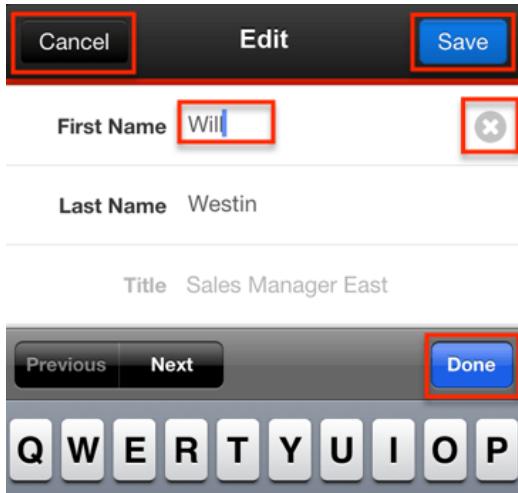 Cancel Edit Save
First Name Will
Last Name Westin
Title Sales Manager East
Previous Next Done
Q W E R T Y U I O P